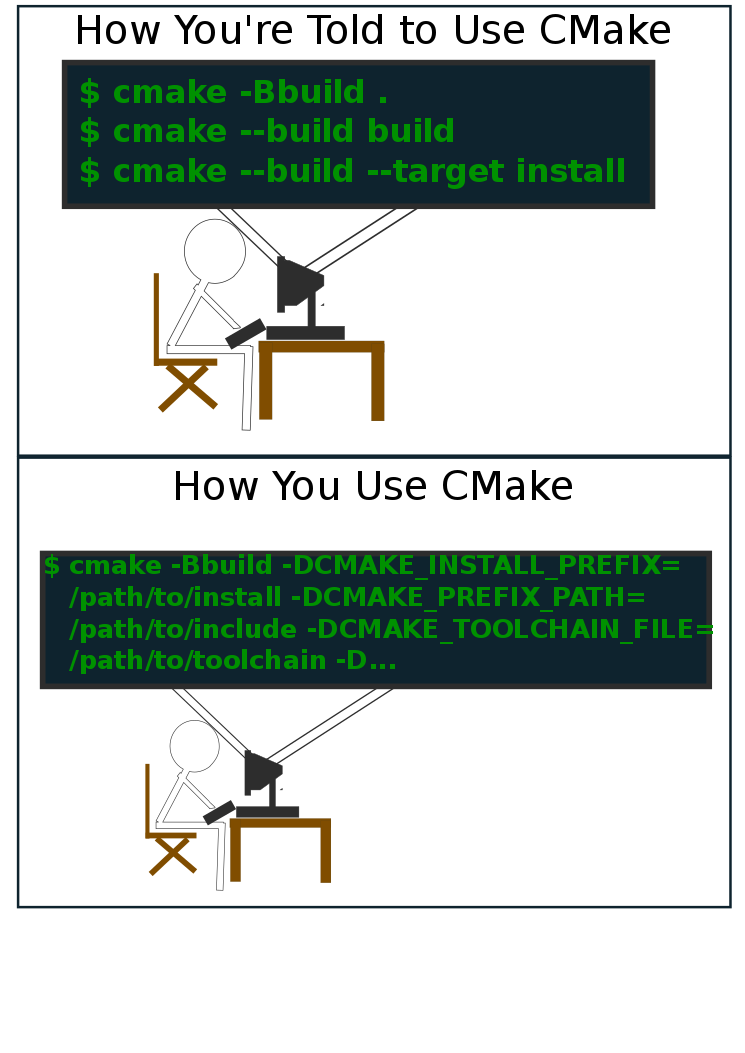 How You're Told to Use CMake
$ cmake -Bbuild .
$ cmake --build build
$ cmake --build --target install
How You Use CMake
$ cmake -Bbuild -DCMAKE_INSTALL_PREFIX=
/path/to/install -DCMAKE_PREFIX_PATH=
/path/to/include -DCMAKE_TOOLCHAIN_FILE=
/path/to/toolchain -D...